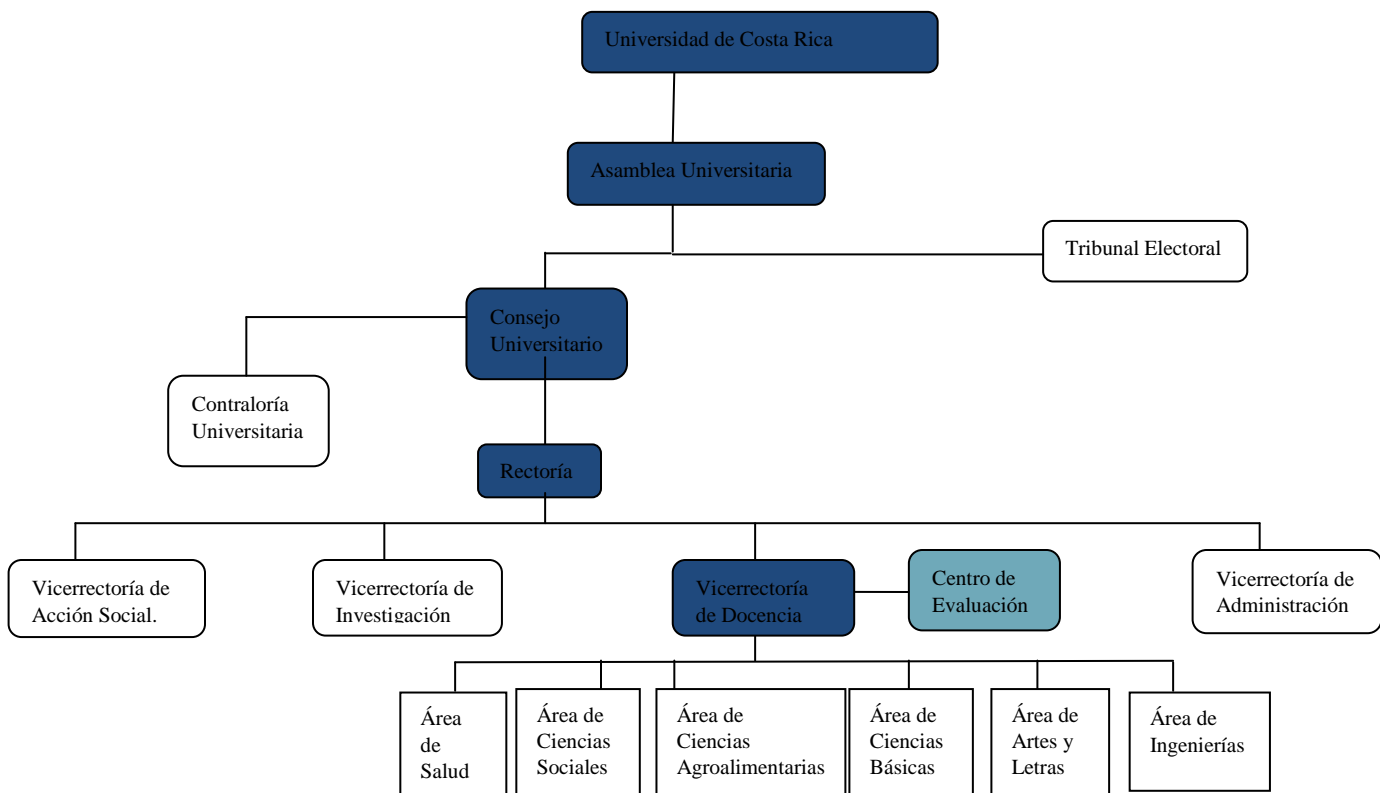 Universidad de Costa Rica
Asamblea Universitaria
Tribunal Electoral
Consejo
Universitario
Contraloría
Universitaria
Rectoría
Vicerrectoría de
Acción Social.
Vicerrectoría de
Investigación
Vicerrectoría
de Docencia
Centro de
Evaluación
Vicerrectoría de
Administración
Área
de
Salud
Área de
Ciencias
Sociales
Área de
Ciencias
Agroalimentarias
Área de
Ciencias
Básicas
Área de
Artes y
Letras
Área de
Ingenierías